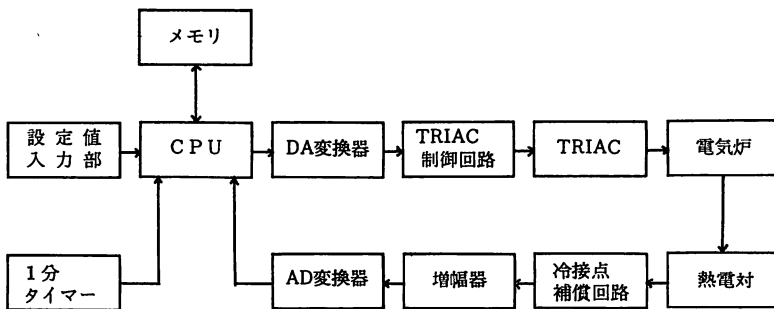 メモリ
設定値
入力部
CPU
DA変換器
TRIAC
制御回路
TRIAC
電気炉
1分
タイマー
AD変換器
増幅器
冷接点
補償回路
熱電対